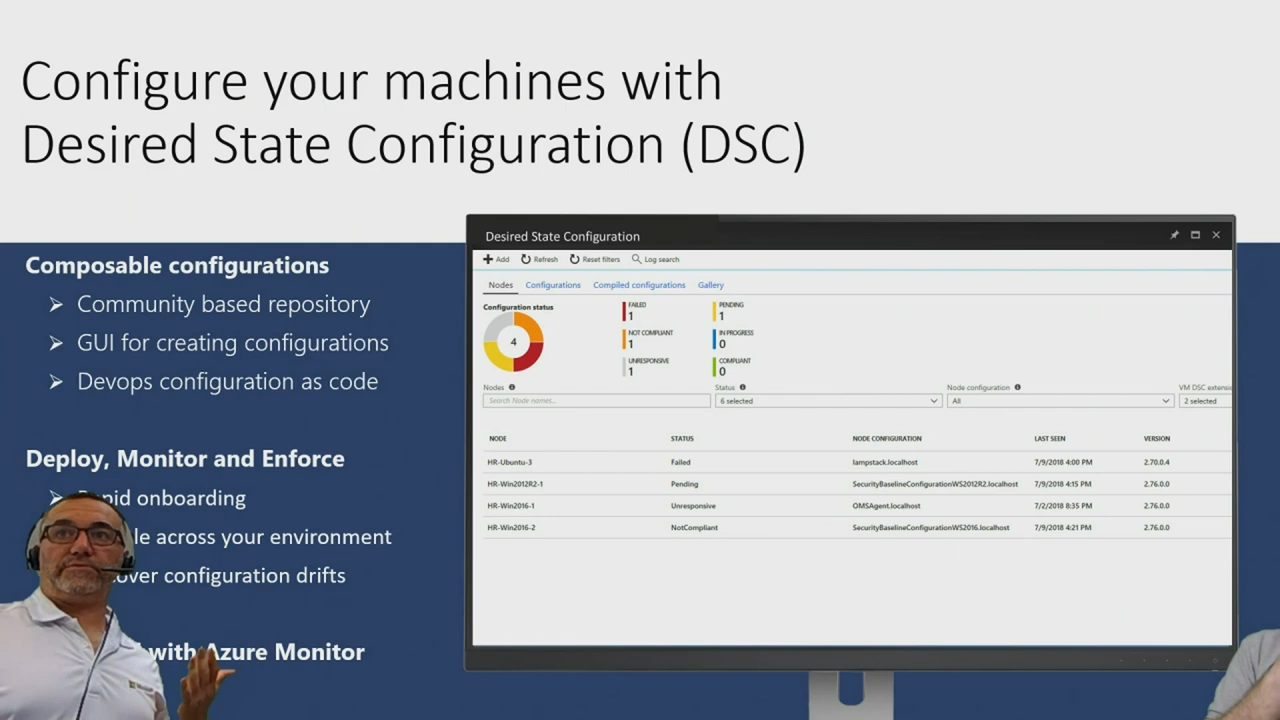 Configure your machines with
Desired State Configuration (DSC)
Composable configurations
Community based repository
GUI for creating configurations
Devops configuration as code
Deploy, Monitor and Enforce
onboarding
across your environment
configuration drifts
with Azure Monitor
Desired State Configuration
Add Refresh Reset filters Log search
Nodes Configurations Compiled configurations Gallery
Configuration status
4
FAILED
1
PENDING
1
NOT COMPLIANT
1
IN PROGRESS
0
UNRESPONSIVE
1
COMPLIANT
0
Nodes Status Node configuration VM DSC
Search Node names... 6 selected All 2 selected
NODE STATUS NODE CONFIGURATION LAST SEEN VERSION
HR-Ubuntu-3 Failed lampstack.localhost 7/9/2018 4:00 PM 2.70.0.4
HR-Win2012R2-1 Pending SecurityBaselineConfigurationWS2012R2.localhost 7/9/2018 4:15 PM 2.76.0.0
HR-Win2016-1 Unresponsive OMSAgent.localhost 7/2/2018 8:35 PM 2.76.0.0
HR-Win2016-2 NotCompliant SecurityBaselineConfigurationWS2016.localhost 7/9/2018 4:21 PM 2.76.0.0